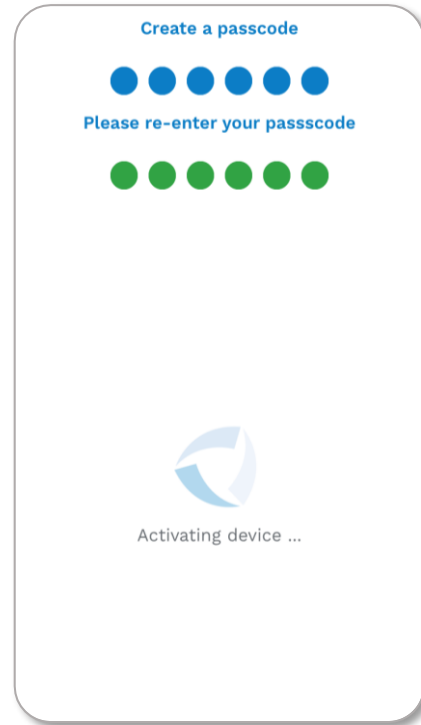 Create a passcode
Please re-enter your passscode
Activating device ...